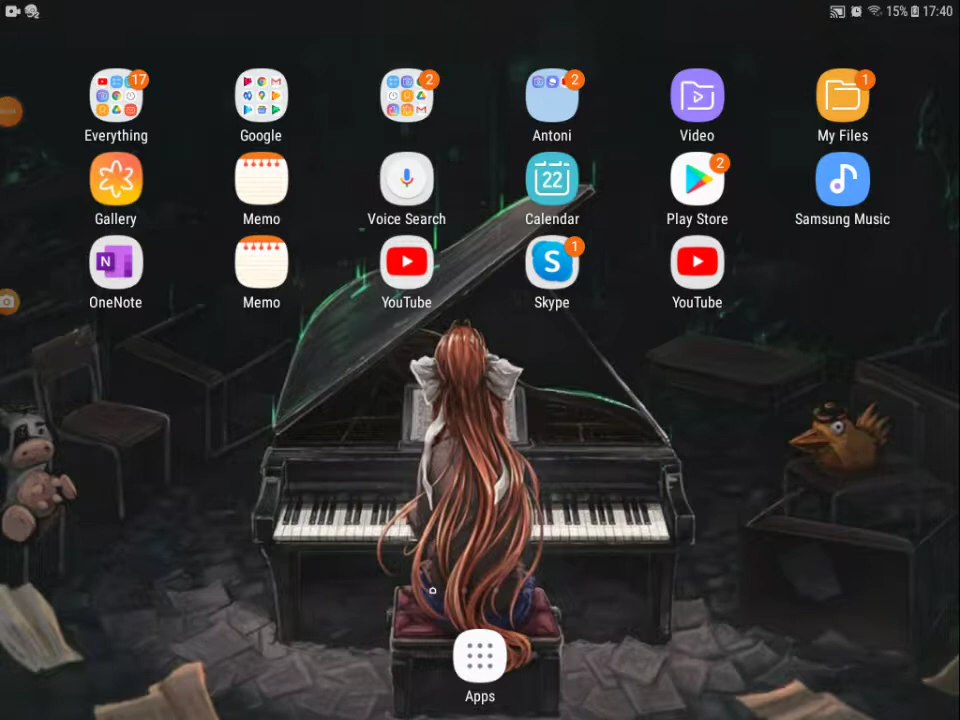 15% 17:40
17 2 2 1
Everything Google Antoni Video My Files
22 2
Gallery Memo Voice Search Calendar Play Store Samsung Music
N S 1
OneNote Memo YouTube Skype YouTube
Apps